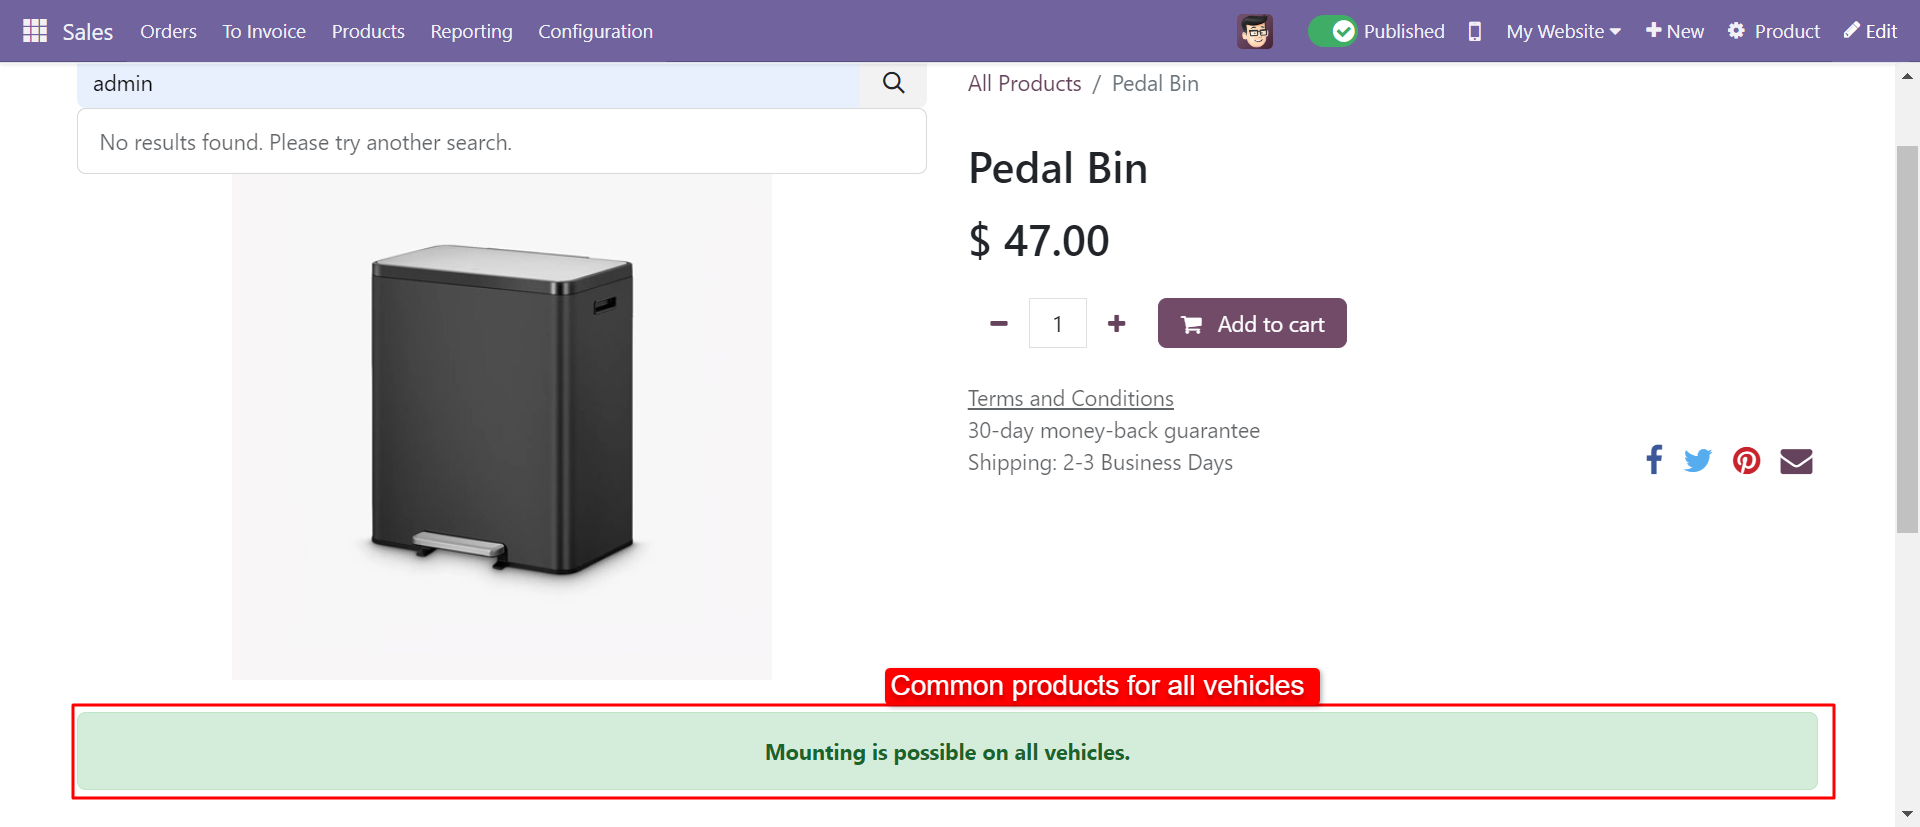 Sales Orders To Invoice Products Reporting Configuration Published My Website New Product Edit
admin
All Products / Pedal Bin
No results found. Please try another search.
Pedal Bin
$ 47.00
1 Add to cart
Terms and Conditions
30-day money-back guarantee
Shipping: 2-3 Business Days
Common products for all vehicles
Mounting is possible on all vehicles.